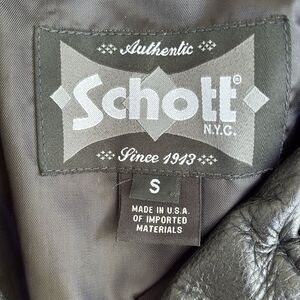 Authentic
Schott®
N.Y.C.
Since 1913
S
MADE IN U.S.A.
OF IMPORTED
MATERIALS